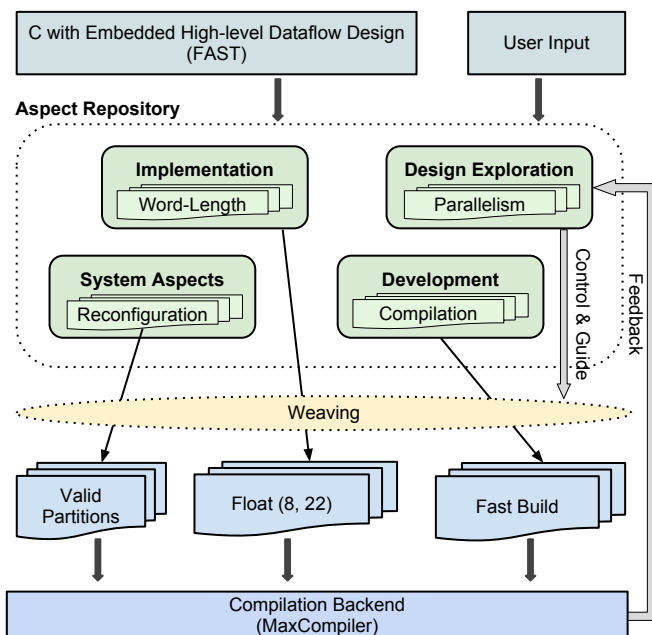 C with Embedded High-level Dataflow Design
(FAST)
User Input
Aspect Repository
Implementation
Word-Length
Design Exploration
Parallelism
System Aspects
Reconfiguration
Development
Compilation
Control & Guide
Feedback
Weaving
Valid
Partitions
Float (8, 22)
Fast Build
Compilation Backend
(MaxCompiler)